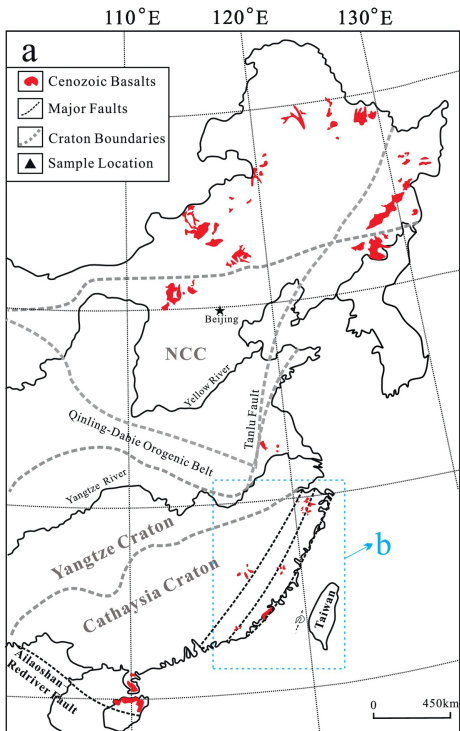 110°E
120°E
130°E
a
Cenozoic Basalts
Major Faults
Craton Boundaries
Sample Location
Beijing
NCC
Yellow River
Tanlu Fault
Qinling-Dabie Orogenic Belt
Yangtze River
Yangtze Craton
b
Cathaysia Craton
Taiwan
Ailaoshan
Redriver Fault
0 450km